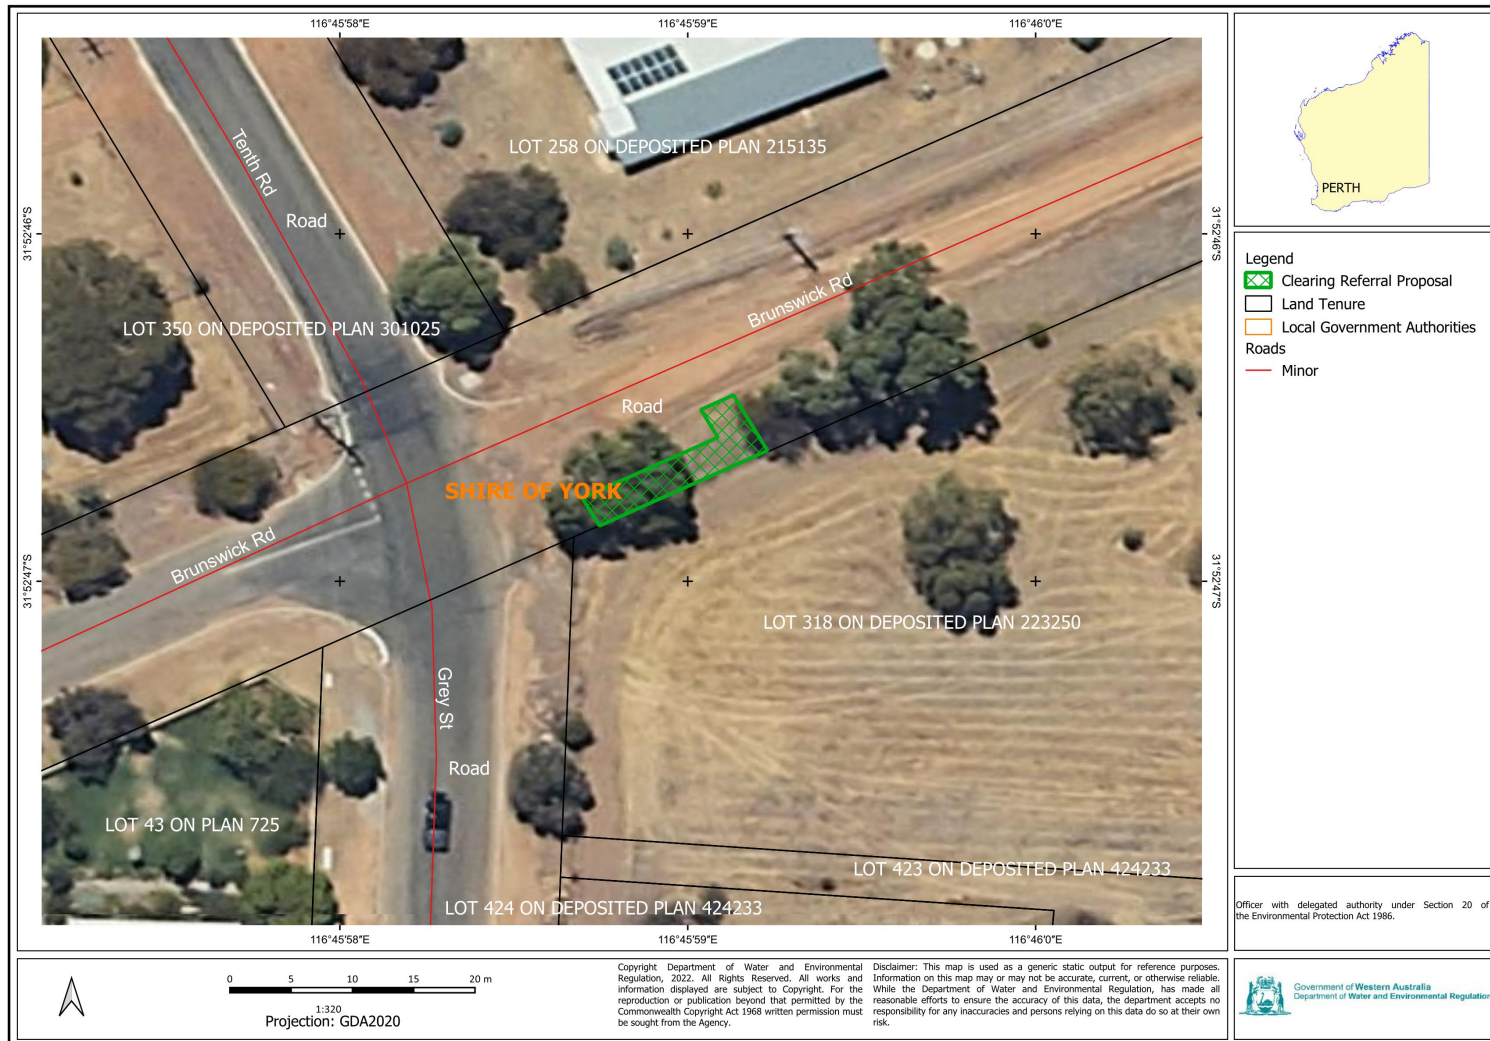 116°45'58"E
116°45'59"E
116°46'0"E
31°52'46"S
31°52'46"S
31°52'47"S
31°52'47"S
LOT 258 ON DEPOSITED PLAN 215135
Tenth Rd
Road
Brunswick Rd
LOT 350 ON DEPOSITED PLAN 301025
Road
SHIRE OF YORK
Brunswick Rd
LOT 318 ON DEPOSITED PLAN 223250
Grey St
Road
LOT 43 ON PLAN 725
LOT 423 ON DEPOSITED PLAN 424233
LOT 424 ON DEPOSITED PLAN 424233
116°45'58"E
116°45'59"E
116°46'0"E
PERTH
Legend
Clearing Referral Proposal
Land Tenure
Local Government Authorities
Roads
Minor
Officer with delegated authority under Section 20 of
the Environmental Protection Act 1986.
0 5 10 15 20 m
1:320
Projection: GDA2020
Copyright Department of Water and Environmental
Regulation, 2022. All Rights Reserved. All works and
information displayed are subject to Copyright. For the
reproduction or publication beyond that permitted by the
Commonwealth Copyright Act 1968 written permission must
be sought from the Agency.
Disclaimer: This map is used as a generic static output for reference purposes.
Information on this map may or may not be accurate, current, or otherwise reliable.
While the Department of Water and Environmental Regulation, has made all
reasonable efforts to ensure the accuracy of this data, the department accepts no
responsibility for any inaccuracies and persons relying on this data do so at their own
risk.
Government of Western Australia
Department of Water and Environmental Regulation